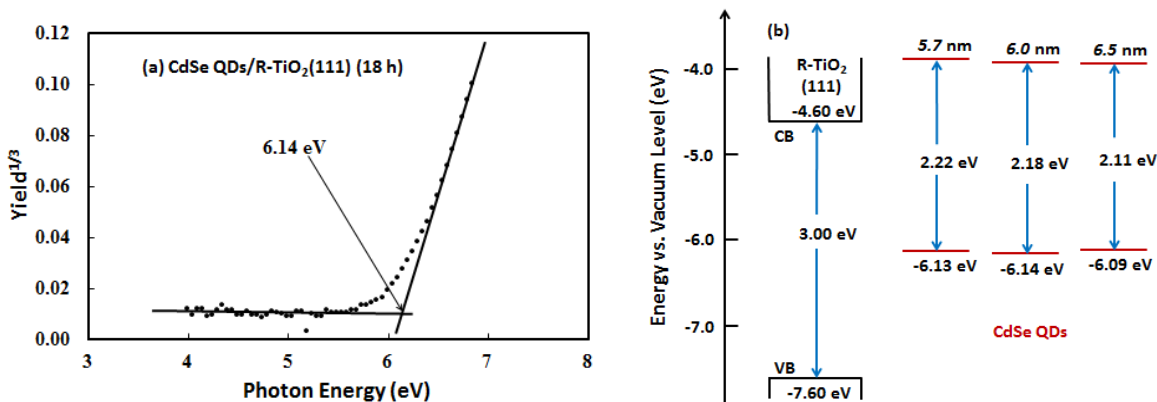 (a) CdSe QDs/R-TiO₂(111) (18 h)
6.14 eV
Yield^1/3
0.12
0.10
0.08
0.06
0.04
0.02
0.00
3 4 5 6 7 8
Photon Energy (eV)
(b)
Energy vs. Vacuum Level (eV)
-4.0
-5.0
-6.0
-7.0
R-TiO₂
(111)
-4.60 eV
CB
3.00 eV
VB
-7.60 eV
5.7 nm 6.0 nm 6.5 nm
2.22 eV 2.18 eV 2.11 eV
-6.13 eV -6.14 eV -6.09 eV
CdSe QDs